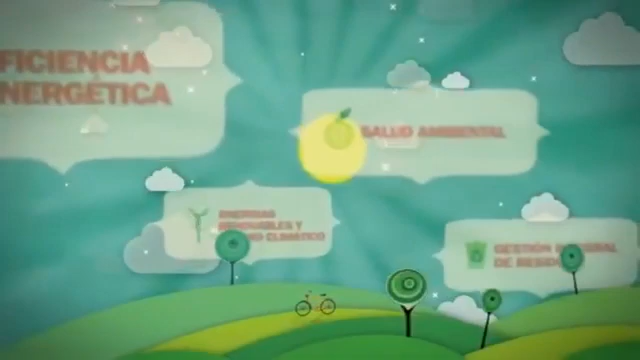 FICIENCIA
NERGÉTICA
SALUD AMBIENTAL
ENERGÍAS
RENOVABLES Y
CLIMÁTICO
GESTIÓN
DE